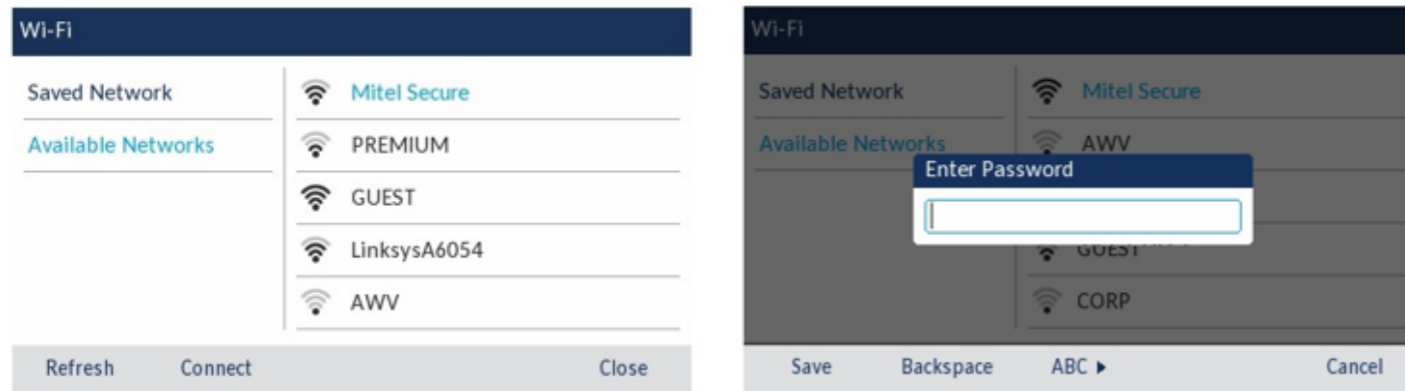 Wi-Fi
Saved Network
Available Networks
Mitel Secure
PREMIUM
GUEST
LinksysA6054
AWV
Refresh Connect Close
Wi-Fi
Saved Network
Available Networks
Mitel Secure
AWV
Enter Password
GUEST
CORP
Save Backspace ABC ▸ Cancel